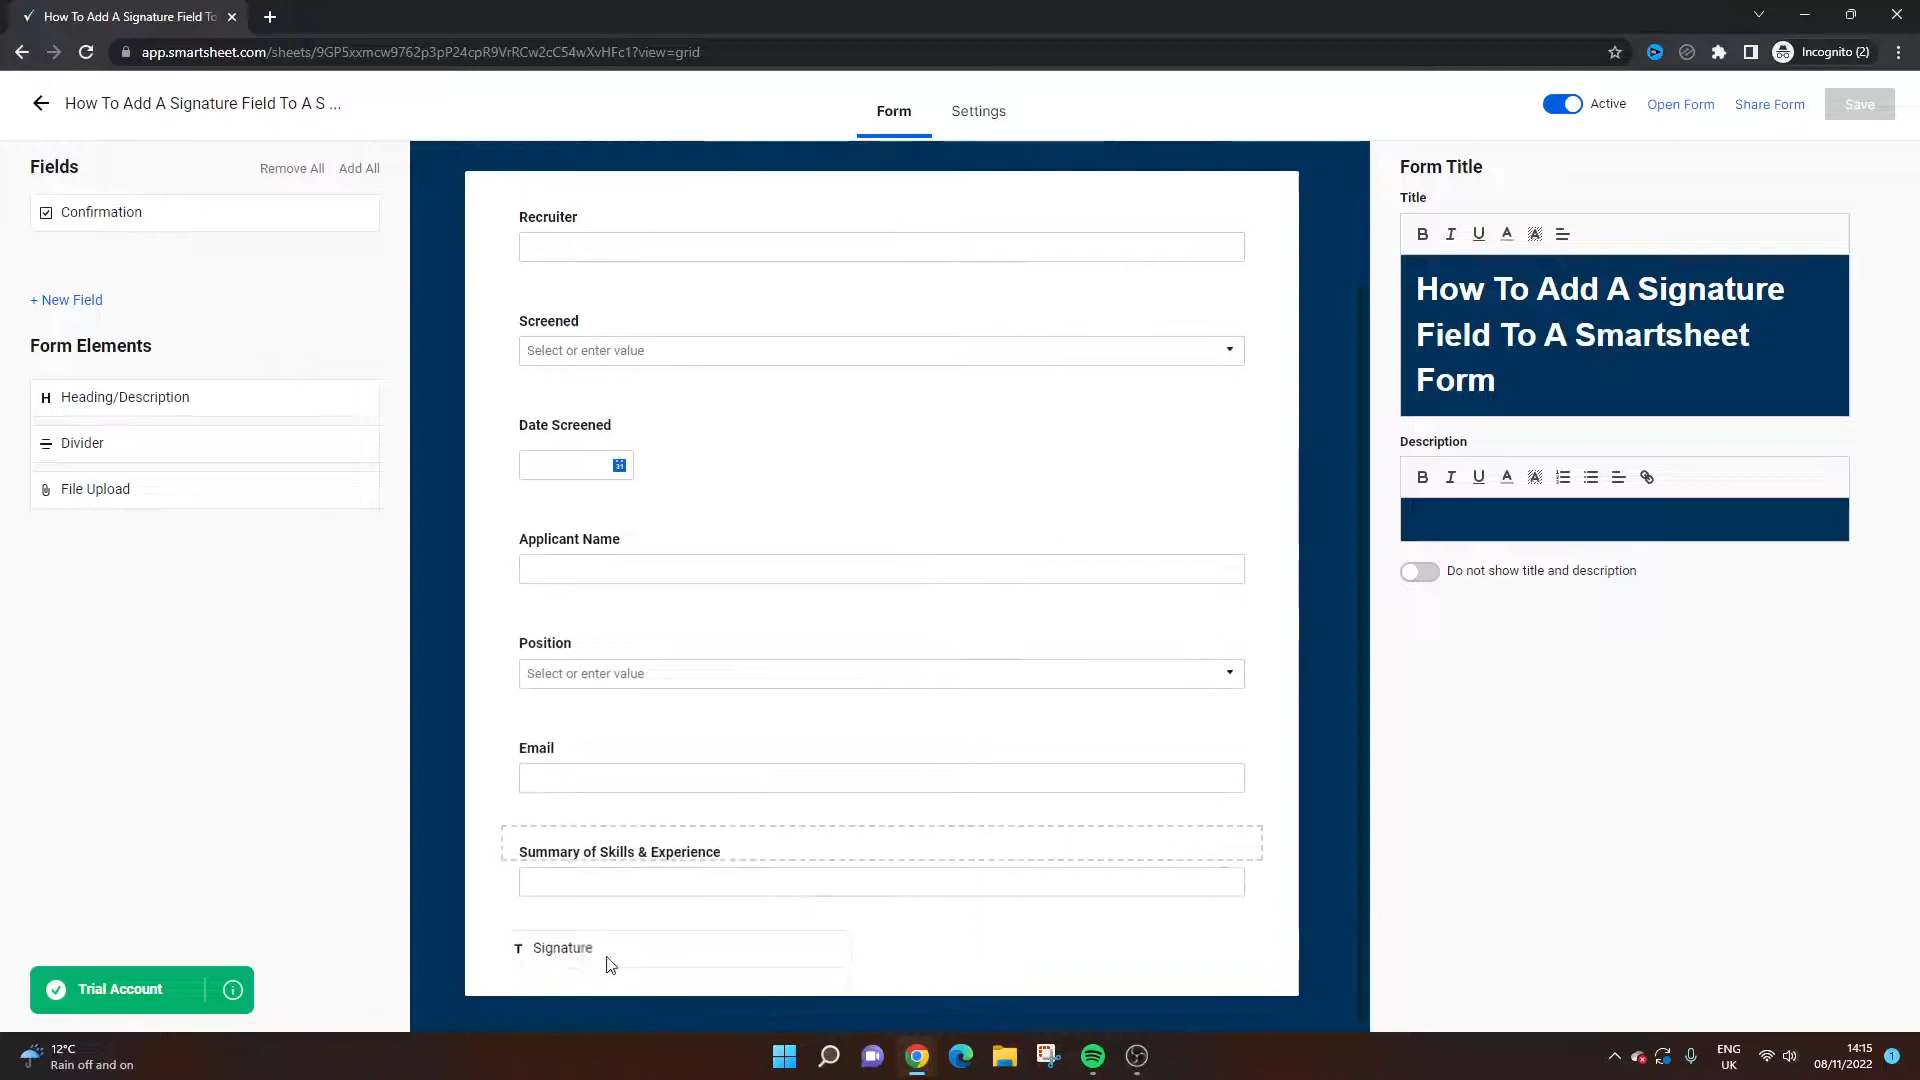 How To Add A Signature Field To
app.smartsheet.com/sheets/9GP5xxmcw9762p3pP24cpR9VrRCw2cC54wXvHFc1?view=grid
Incognito (2)
How To Add A Signature Field To A S ...
Form
Settings
Active
Open Form
Share Form
Save
Fields
Remove All
Add All
Confirmation
+ New Field
Form Elements
H Heading/Description
Divider
File Upload
Trial Account
Recruiter
Screened
Select or enter value
Date Screened
31
Applicant Name
Position
Select or enter value
Email
Summary of Skills & Experience
T Signature
Form Title
Title
B I U A
How To Add A Signature
Field To A Smartsheet
Form
Description
B I U A
Do not show title and description
12°C
Rain off and on
ENG
UK
14:15
08/11/2022
1